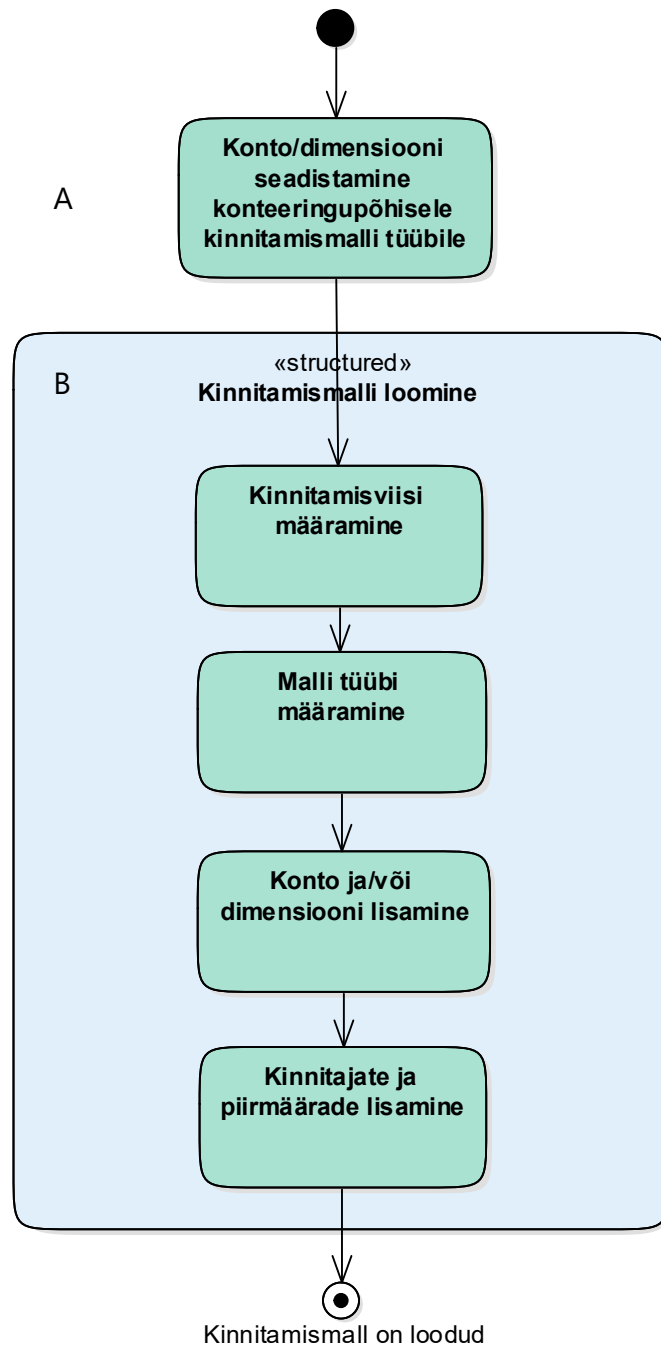 Konto/dimensiooni
seadistamine
konteeringupõhisele
kinnitamismalli tüübile
A
«structured»
B
Kinnitamismalli loomine
Kinnitamisviisi
määramine
Malli tüübi
määramine
Konto ja/või
dimensiooni lisamine
Kinnitajate ja
piirmäärade lisamine
Kinnitamismall on loodud